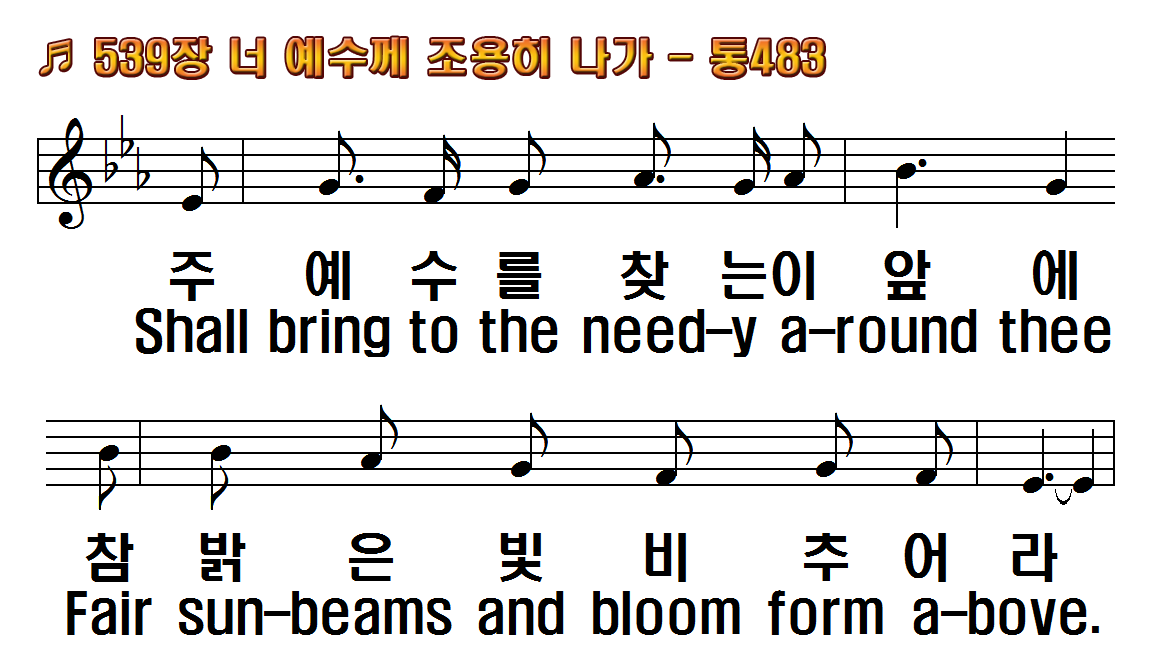 ♬ 539장 너 예수께 조용히 나가 - 통483
주 예 수 를 찾 는이 앞 에
Shall bring to the need-y a-round thee
참 밝 은 빛 비 추 어 라
Fair sun-beams and bloom form a-bove.